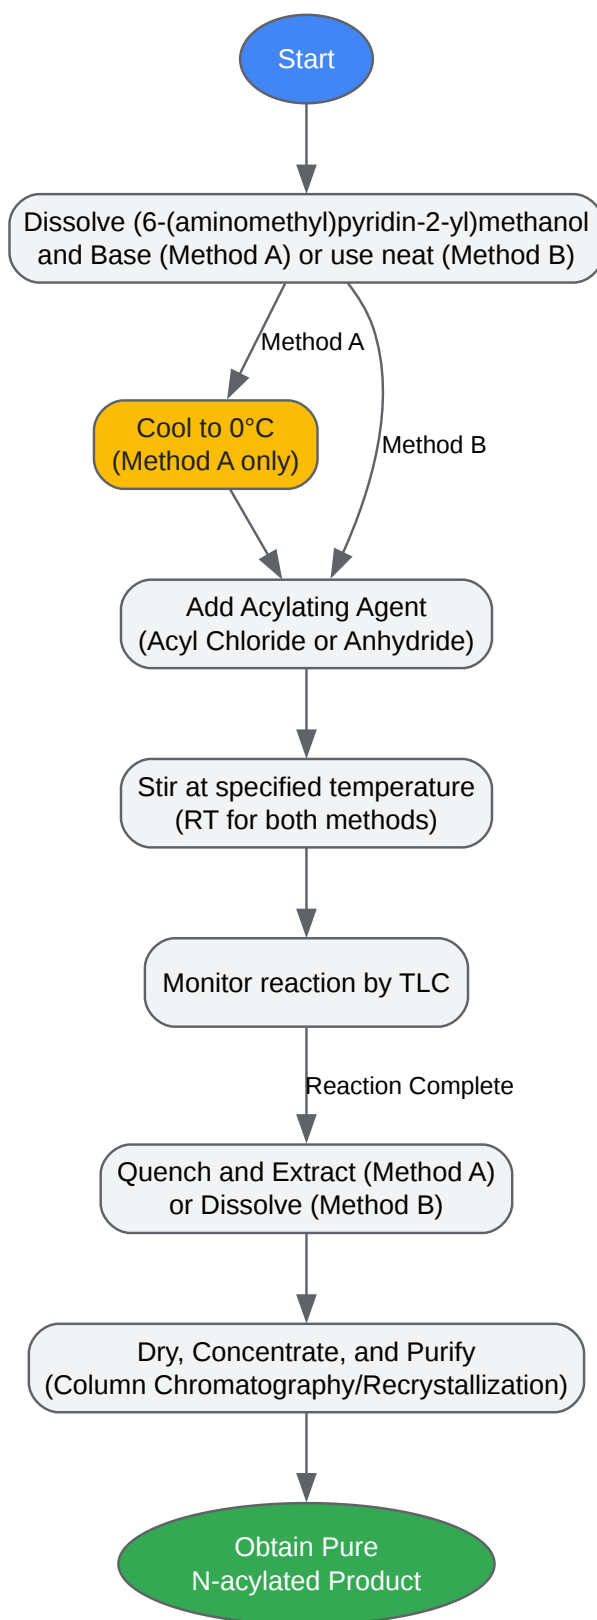 Start
Dissolve (6-(aminomethyl)pyridin-2-yl)methanol
and Base (Method A) or use neat (Method B)
Method A
Cool to 0°C
(Method A only)
Method B
Add Acylating Agent
(Acyl Chloride or Anhydride)
Stir at specified temperature
(RT for both methods)
Monitor reaction by TLC
Reaction Complete
Quench and Extract (Method A)
or Dissolve (Method B)
Dry, Concentrate, and Purify
(Column Chromatography/Recrystallization)
Obtain Pure
N-acylated Product